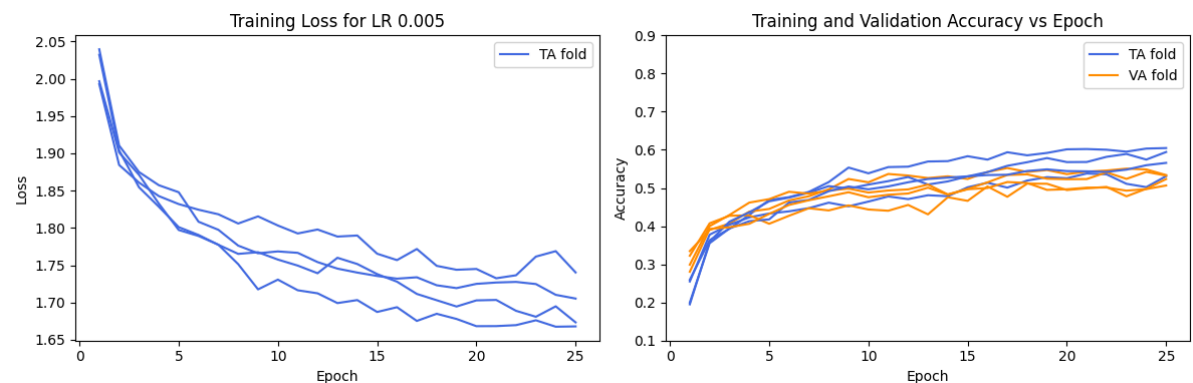 Training Loss for LR 0.005
2.05
2.00
1.95
1.90
1.85
1.80
1.75
1.70
1.65
Loss
TA fold
0 5 10 15 20 25
Epoch
Training and Validation Accuracy vs Epoch
0.9
0.8
0.7
0.6
0.5
0.4
0.3
0.2
0.1
Accuracy
TA fold
VA fold
0 5 10 15 20 25
Epoch